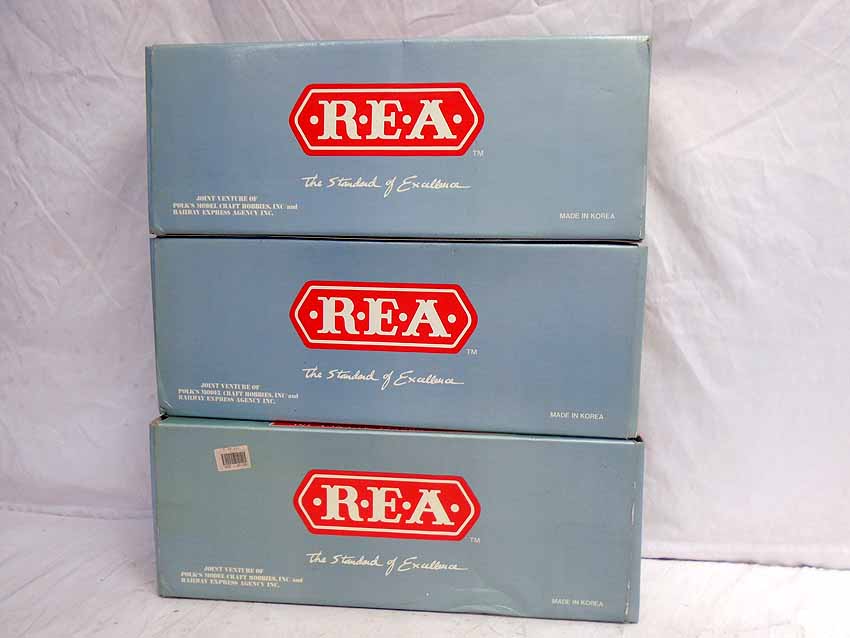 ·R·E·A·
TM
The Standard of Excellence
JOINT VENTURE OF
POLK'S MODEL CRAFT HOBBIES, INC and
RAILWAY EXPRESS AGENCY INC.
MADE IN KOREA
·R·E·A·
TM
The Standard of Excellence
JOINT VENTURE OF
POLK'S MODEL CRAFT HOBBIES, INC and
RAILWAY EXPRESS AGENCY INC.
MADE IN KOREA
·R·E·A·
TM
The Standard of Excellence
JOINT VENTURE OF
POLK'S MODEL CRAFT HOBBIES, INC and
RAILWAY EXPRESS AGENCY INC.
MADE IN KOREA